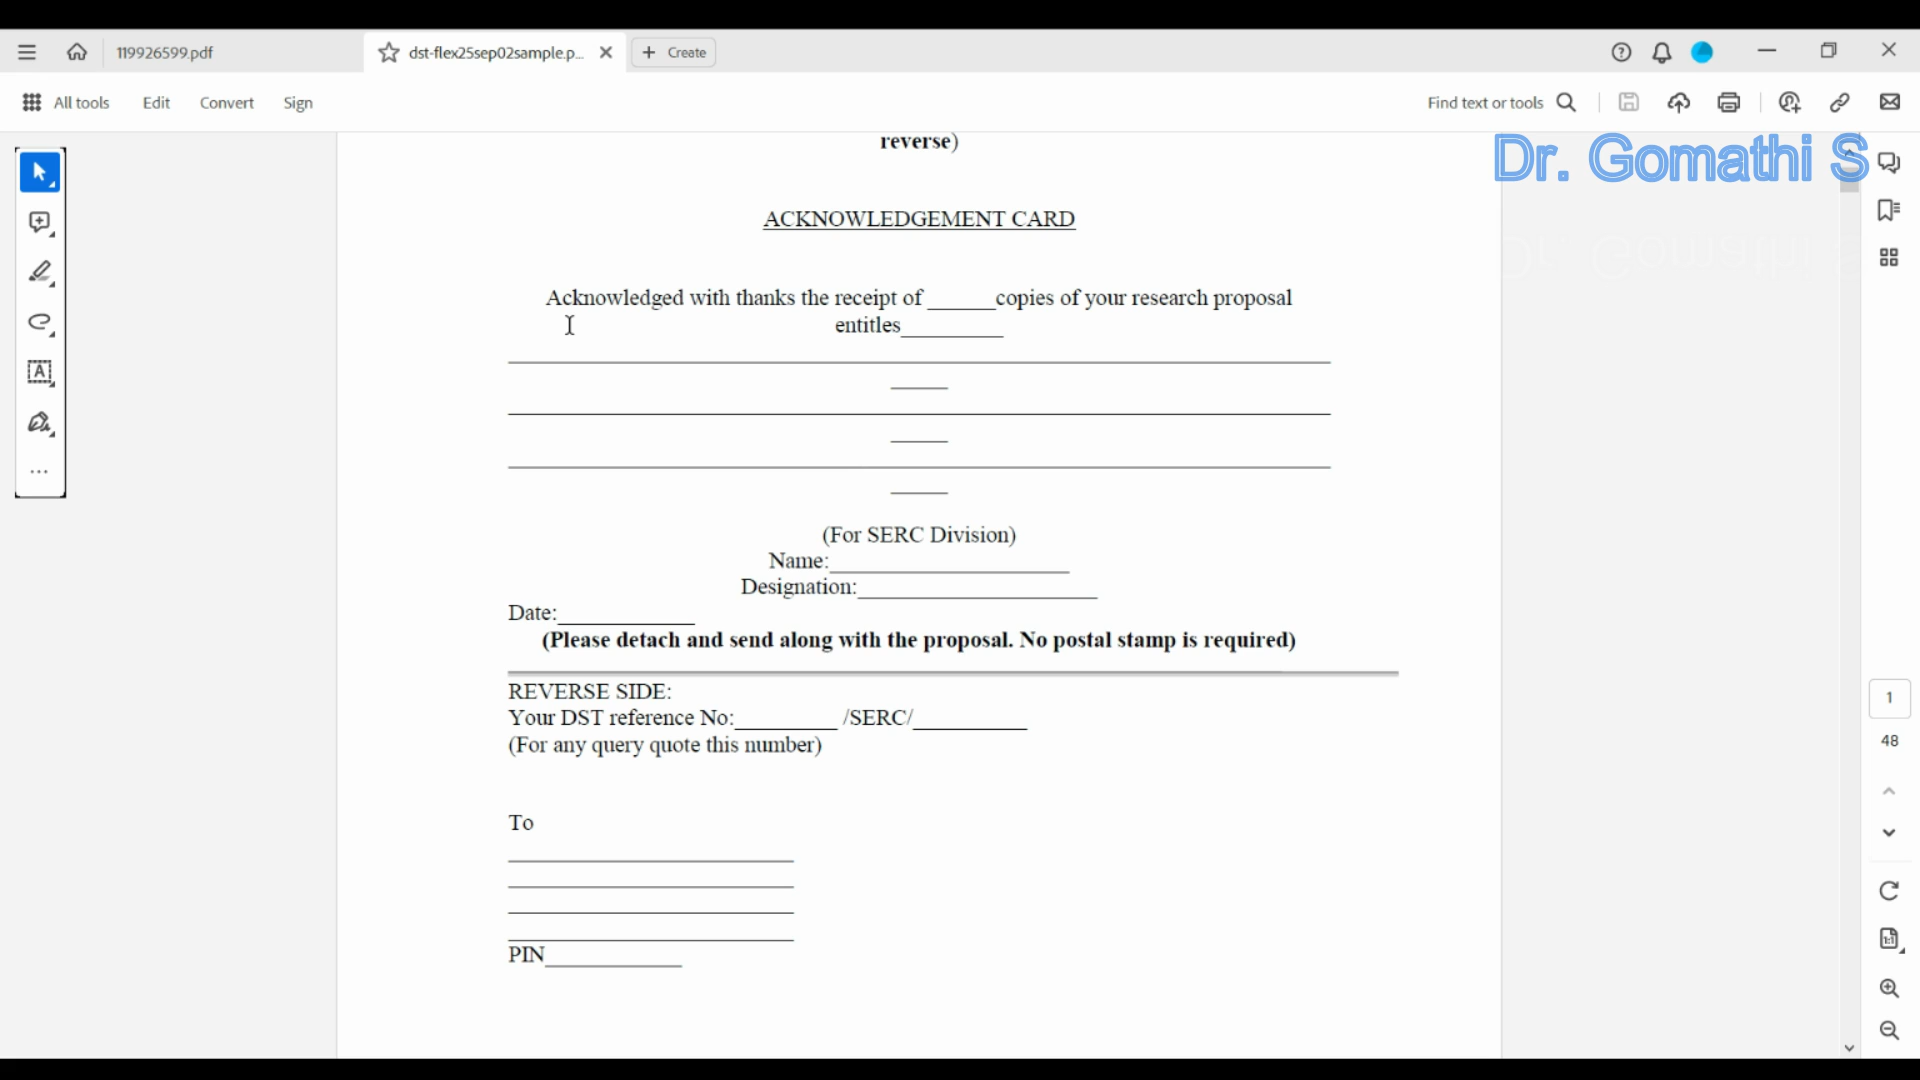 119926599.pdf
dst-flex25sep02sample.p...
Create
All tools
Edit
Convert
Sign
Find text or tools
Dr. Gomathi S
reverse)
ACKNOWLEDGEMENT CARD
Acknowledged with thanks the receipt of ______copies of your research proposal
entitles_________
(For SERC Division)
Name:_____________________
Designation:_____________________
Date:____________
(Please detach and send along with the proposal. No postal stamp is required)
REVERSE SIDE:
Your DST reference No:_________ /SERC/__________
(For any query quote this number)
To
PIN____________
1
48